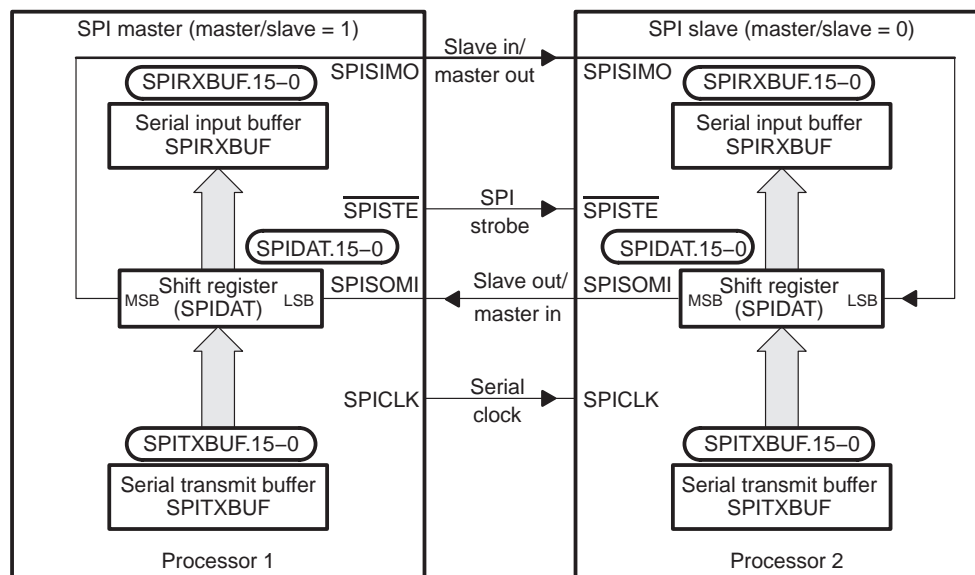 SPI master (master/slave = 1)
SPIRXBUF.15–0
Serial input buffer
SPIRXBUF
SPISIMO
SPISTE
SPIDAT.15–0
MSB
Shift register
(SPIDAT)
LSB
SPISOMI
SPICLK
SPITXBUF.15–0
Serial transmit buffer
SPITXBUF
Processor 1
Slave in/
master out
SPI
strobe
Slave out/
master in
Serial
clock
SPI slave (master/slave = 0)
SPISIMO
SPIRXBUF.15–0
Serial input buffer
SPIRXBUF
SPISTE
SPIDAT.15–0
SPISOMI
MSB
Shift register
(SPIDAT)
LSB
SPICLK
SPITXBUF.15–0
Serial transmit buffer
SPITXBUF
Processor 2